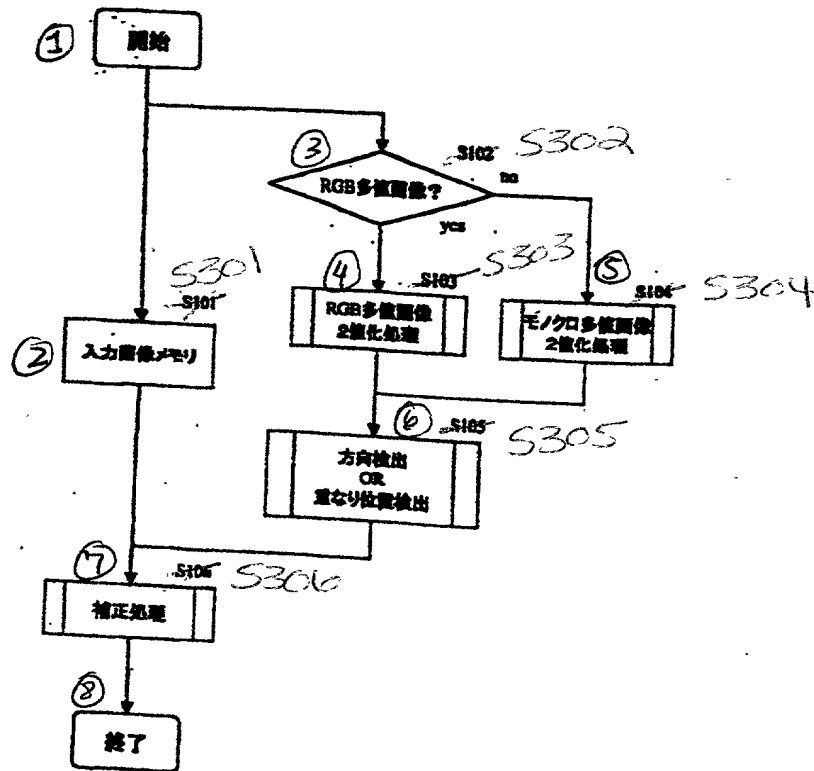 ① 開始
③ S102 S302
RGB多値画像?
no
yes
S301
S101
④ S103 S303
⑤ S104 S304
② 入力画像メモリ
RGB多値画像
2値化処理
モノクロ多値画像
2値化処理
⑥ S105 S305
方向検出
OR
重なり位置検出
⑦ S106 S306
補正処理
⑧
終了